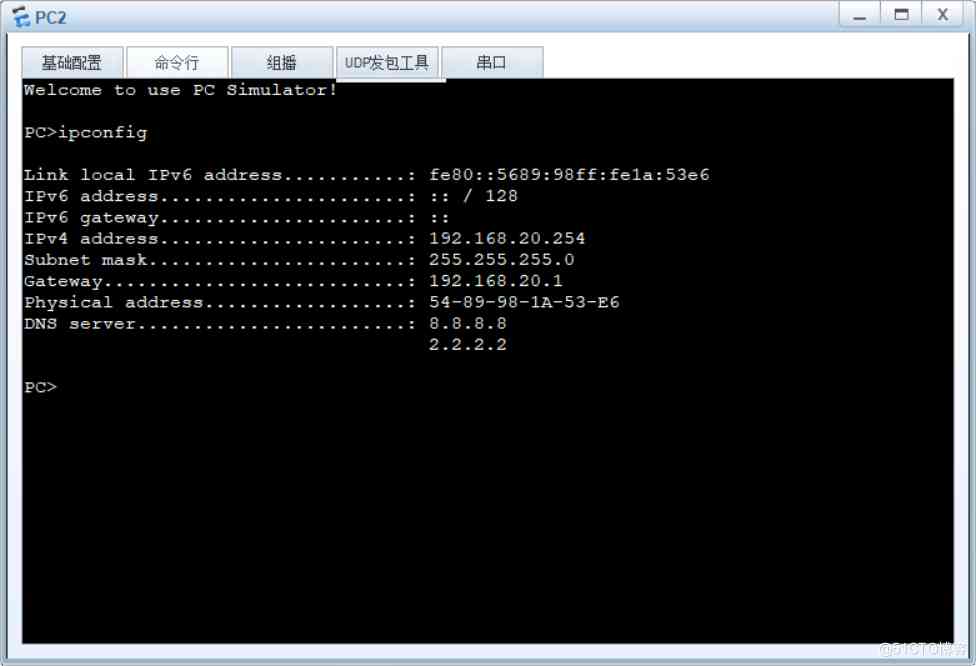 PC2
基础配置 命令行 组播 UDP发包工具 串口
Welcome to use PC Simulator!
PC>ipconfig
Link local IPv6 address...........: fe80::5689:98ff:fe1a:53e6
IPv6 address......................: :: / 128
IPv6 gateway......................: ::
IPv4 address......................: 192.168.20.254
Subnet mask.......................: 255.255.255.0
Gateway...........................: 192.168.20.1
Physical address..................: 54-89-98-1A-53-E6
DNS server........................: 8.8.8.8
2.2.2.2
PC>
@51CTO博客